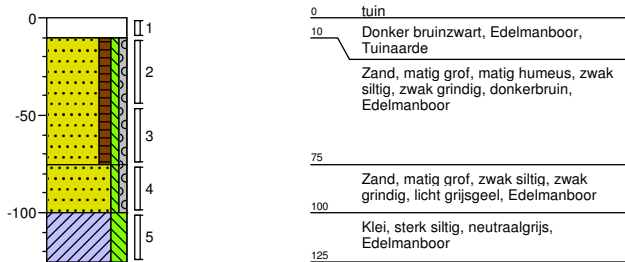 0
-50
-100
1
2
3
4
5
0 tuin
10 Donker bruinzwart, Edelmanboor,
Tuinaarde
Zand, matig grof, matig humeus, zwak
siltig, zwak grindig, donkerbruin,
Edelmanboor
75
Zand, matig grof, zwak siltig, zwak
grindig, licht grijsgeel, Edelmanboor
100
Klei, sterk siltig, neutraalgrijs,
Edelmanboor
125